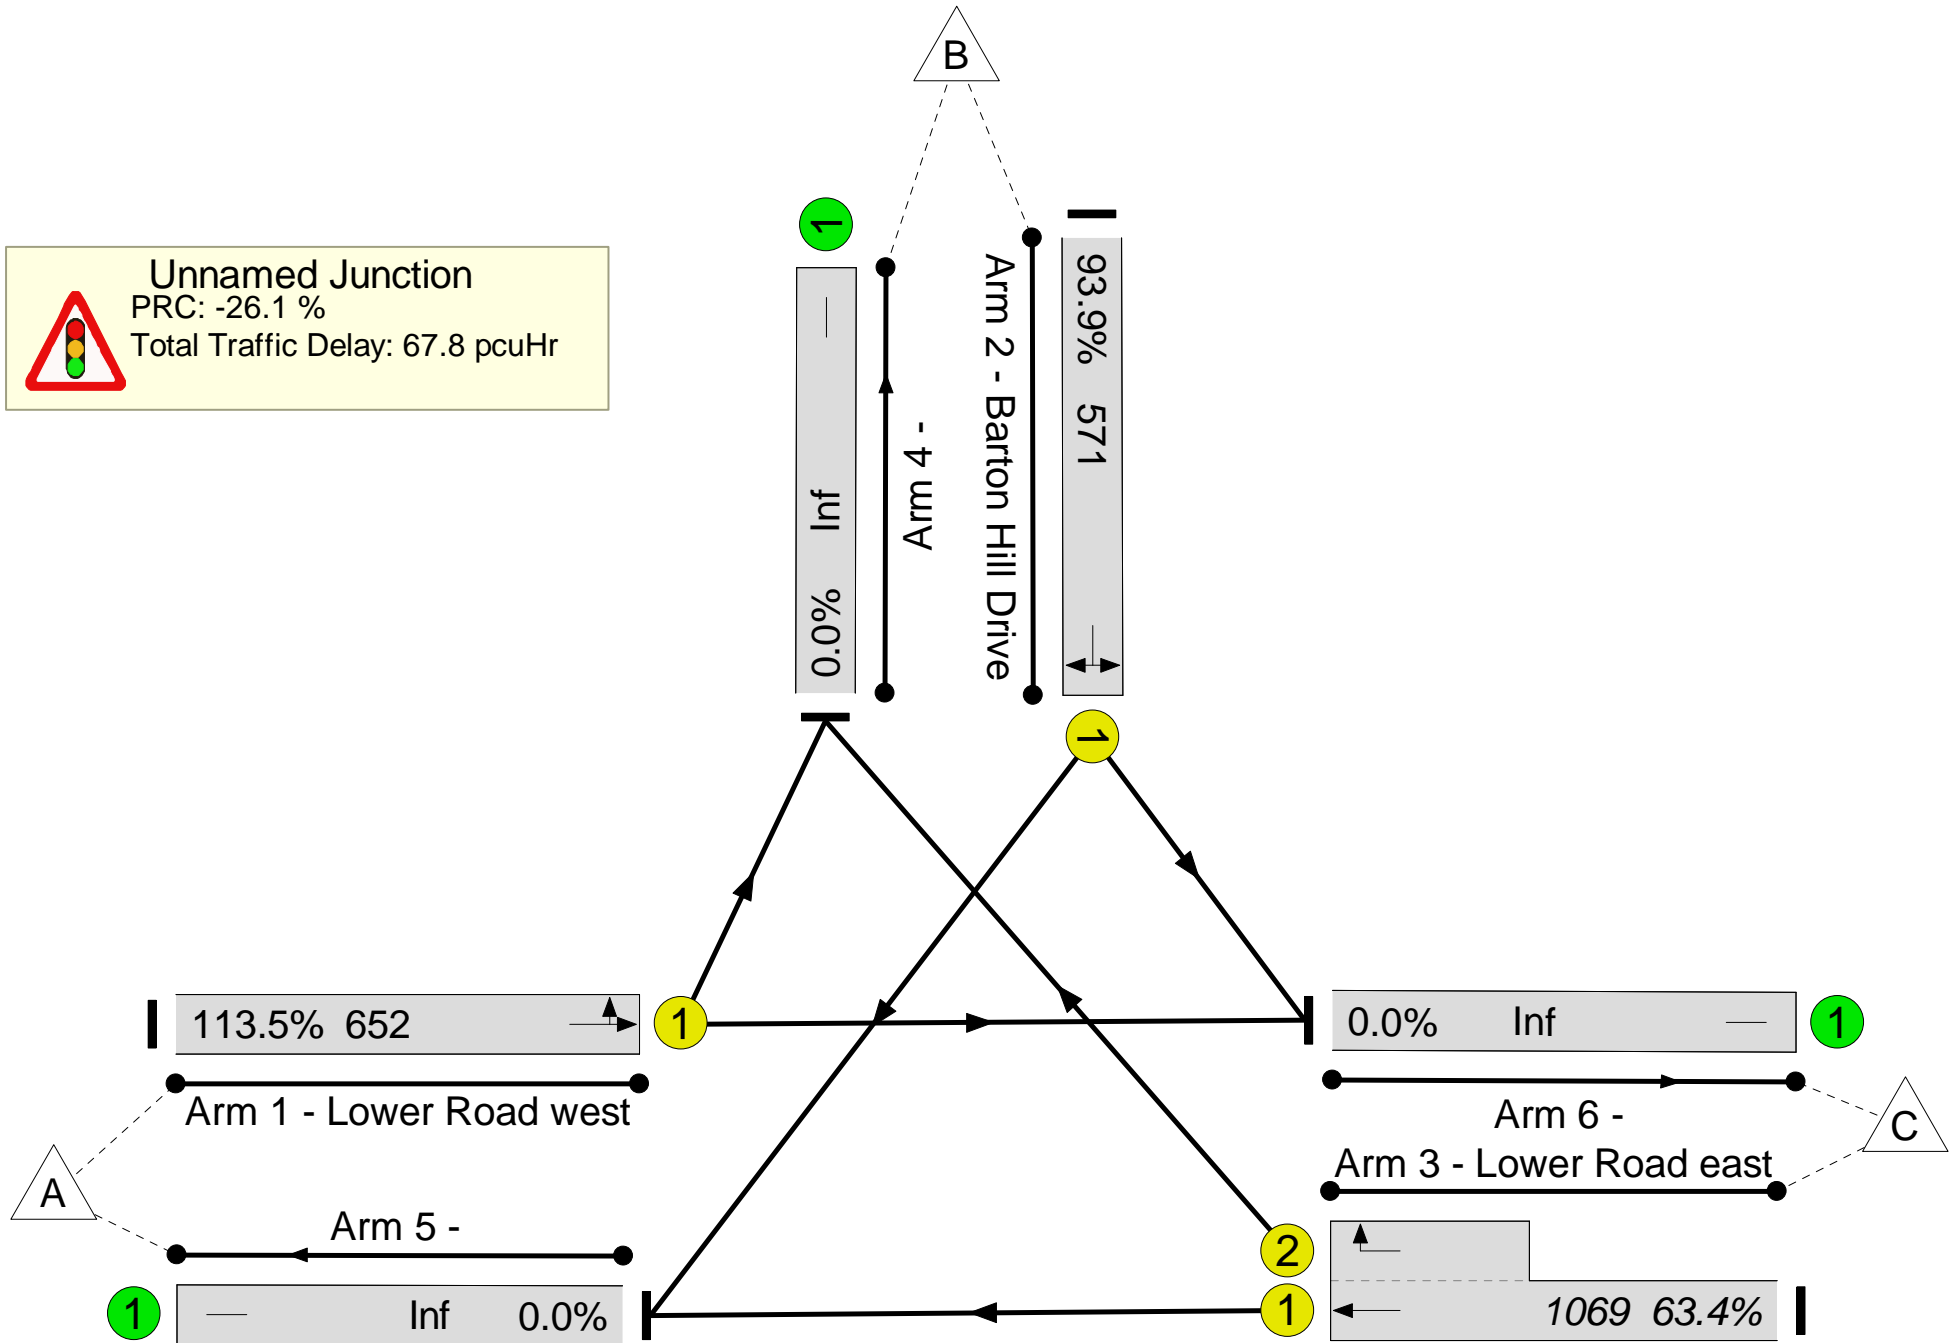 B
Unnamed Junction
PRC: -26.1 %
Total Traffic Delay: 67.8 pcuHr
1
0.0% Inf
Arm 4 -
Arm 2 - Barton Hill Drive
93.9% 571
1
113.5% 652
1
Arm 1 - Lower Road west
0.0% Inf
1
Arm 6 -
C
Arm 3 - Lower Road east
A
Arm 5 -
2
1
Inf 0.0%
1
1069 63.4%